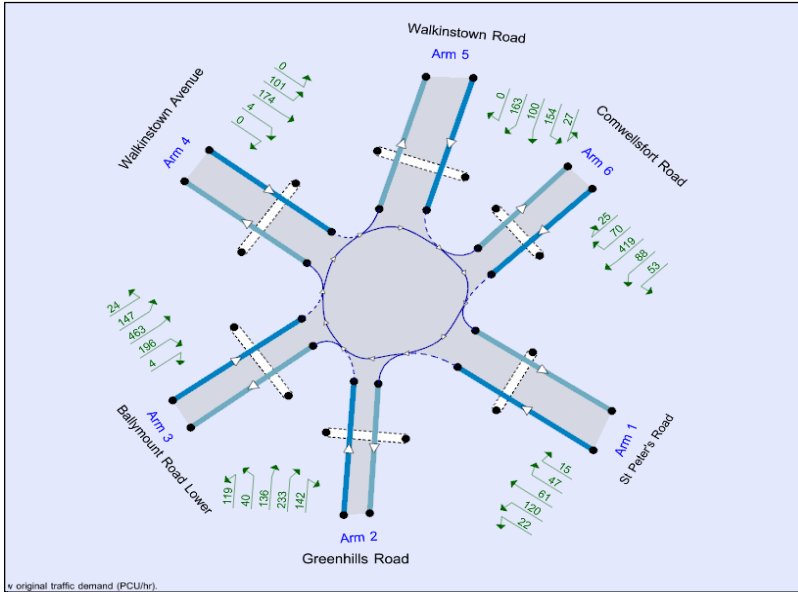 Walkinstown Road
Arm 5
0
163
100
154
27
Comwellsfort Road
Arm 6
25
70
419
88
53
Walkinstown Avenue
Arm 4
0
101
174
4
0
24
147
463
196
4
Arm 3
Ballymount Road Lower
119
40
136
233
142
Arm 2
Greenhills Road
15
47
61
120
22
Arm 1
St Peter's Road
w original traffic demand (PCU/hr).